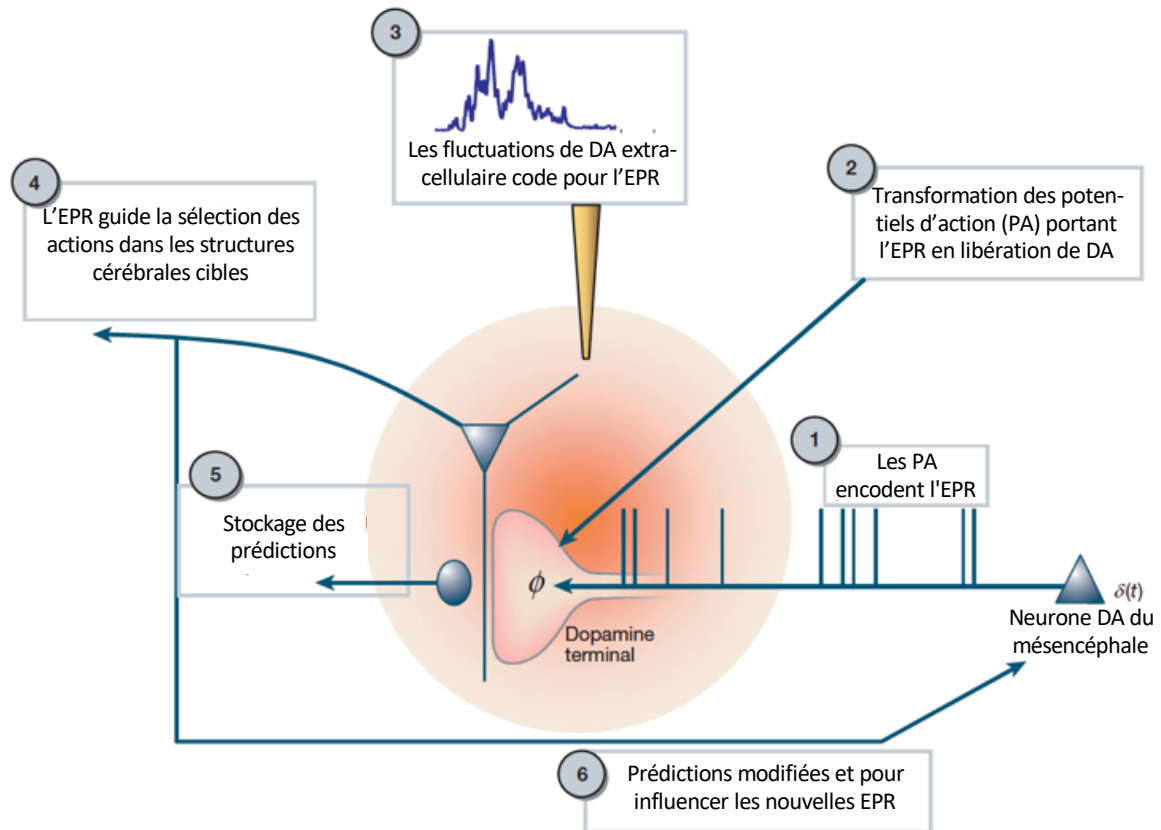 3
Les fluctuations de DA extra-
cellulaire code pour l'EPR
4
L'EPR guide la sélection des
actions dans les structures
cérébrales cibles
2
Transformation des poten-
tiels d'action (PA) portant
l'EPR en libération de DA
1
Les PA
encodent l'EPR
5
Stockage des
prédictions
ϕ
Dopamine
terminal
δ(t)
Neurone DA du
mésencéphale
6
Prédictions modifiées et pour
influencer les nouvelles EPR